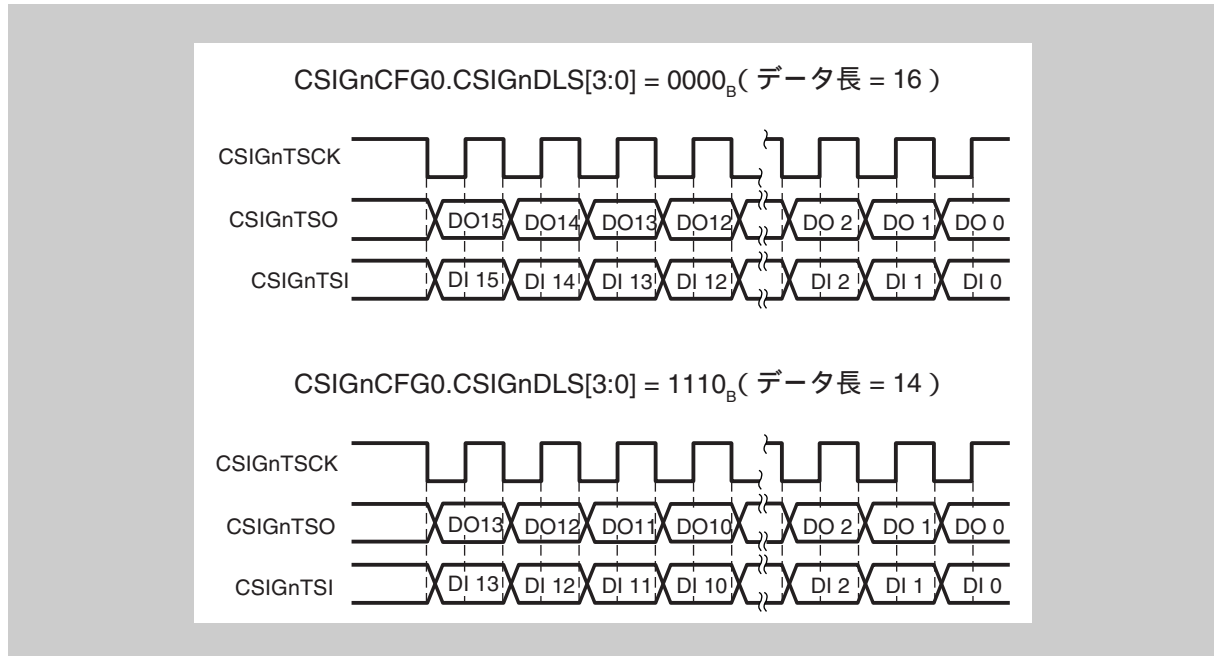 CSIGnCFG0.CSIGnDLS[3:0] = 0000B( データ長 = 16 )
CSIGnTSCK
CSIGnTSO DO15 DO14 DO13 DO12 DO 2 DO 1 DO 0
CSIGnTSI DI 15 DI 14 DI 13 DI 12 DI 2 DI 1 DI 0
CSIGnCFG0.CSIGnDLS[3:0] = 1110B( データ長 = 14 )
CSIGnTSCK
CSIGnTSO DO13 DO12 DO11 DO10 DO 2 DO 1 DO 0
CSIGnTSI DI 13 DI 12 DI 11 DI 10 DI 2 DI 1 DI 0